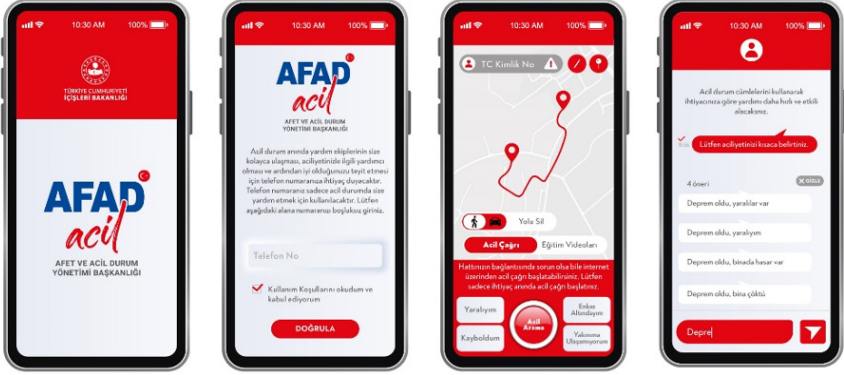 10:30 AM
100%
TÜRKİYE CUMHURİYETİ
İÇİŞLERİ BAKANLIĞI
AFAD
acil
AFET VE ACİL DURUM
YÖNETİMİ BAŞKANLIĞI
10:30 AM
100%
AFAD
acil
AFET VE ACİL DURUM
YÖNETİMİ BAŞKANLIĞI
Acil durum anında yardım ekiplerinin size
kolayca ulaşması, aciliyetinizle ilgili yardımcı
olması ve ardından iyi olduğunuzu teyit etmesi
için telefon numaranıza ihtiyaç duyacaktır.
Telefon numaranız sadece acil durumunda size
yardım etmek için kullanılacaktır. Lütfen
aşağıdaki alana numaranızı boşluksuz giriniz.
Telefon No
Kullanım Koşullarını okudum ve
kabul ediyorum
DOĞRULA
10:30 AM
100%
TC Kimlik No
Yolu Sil
Acil Çağrı
Eğitim Videoları
Hattınızın bağlantısında sorun olsa bile internet
üzerinden acil çağrı başlatabilirsiniz. Lütfen
sadece ihtiyaç anında acil çağrı başlatınız.
Yaralıyım
Enkaz
Altındayım
Acil
Arama
Kayboldum
Yakınıma
Ulaşamıyorum
10:30 AM
100%
Acil durum cümlelerini kullanarak
ihtiyacınıza göre yardımı daha hızlı ve etkili
alacaksınız.
Lütfen aciliyetinizi kısaca belirtiniz.
4 öneri
GİZLE
Deprem oldu, yaralılar var
Deprem oldu, yaralıyım
Deprem oldu, binada hasar var
Deprem oldu, bina çöktü
Depre